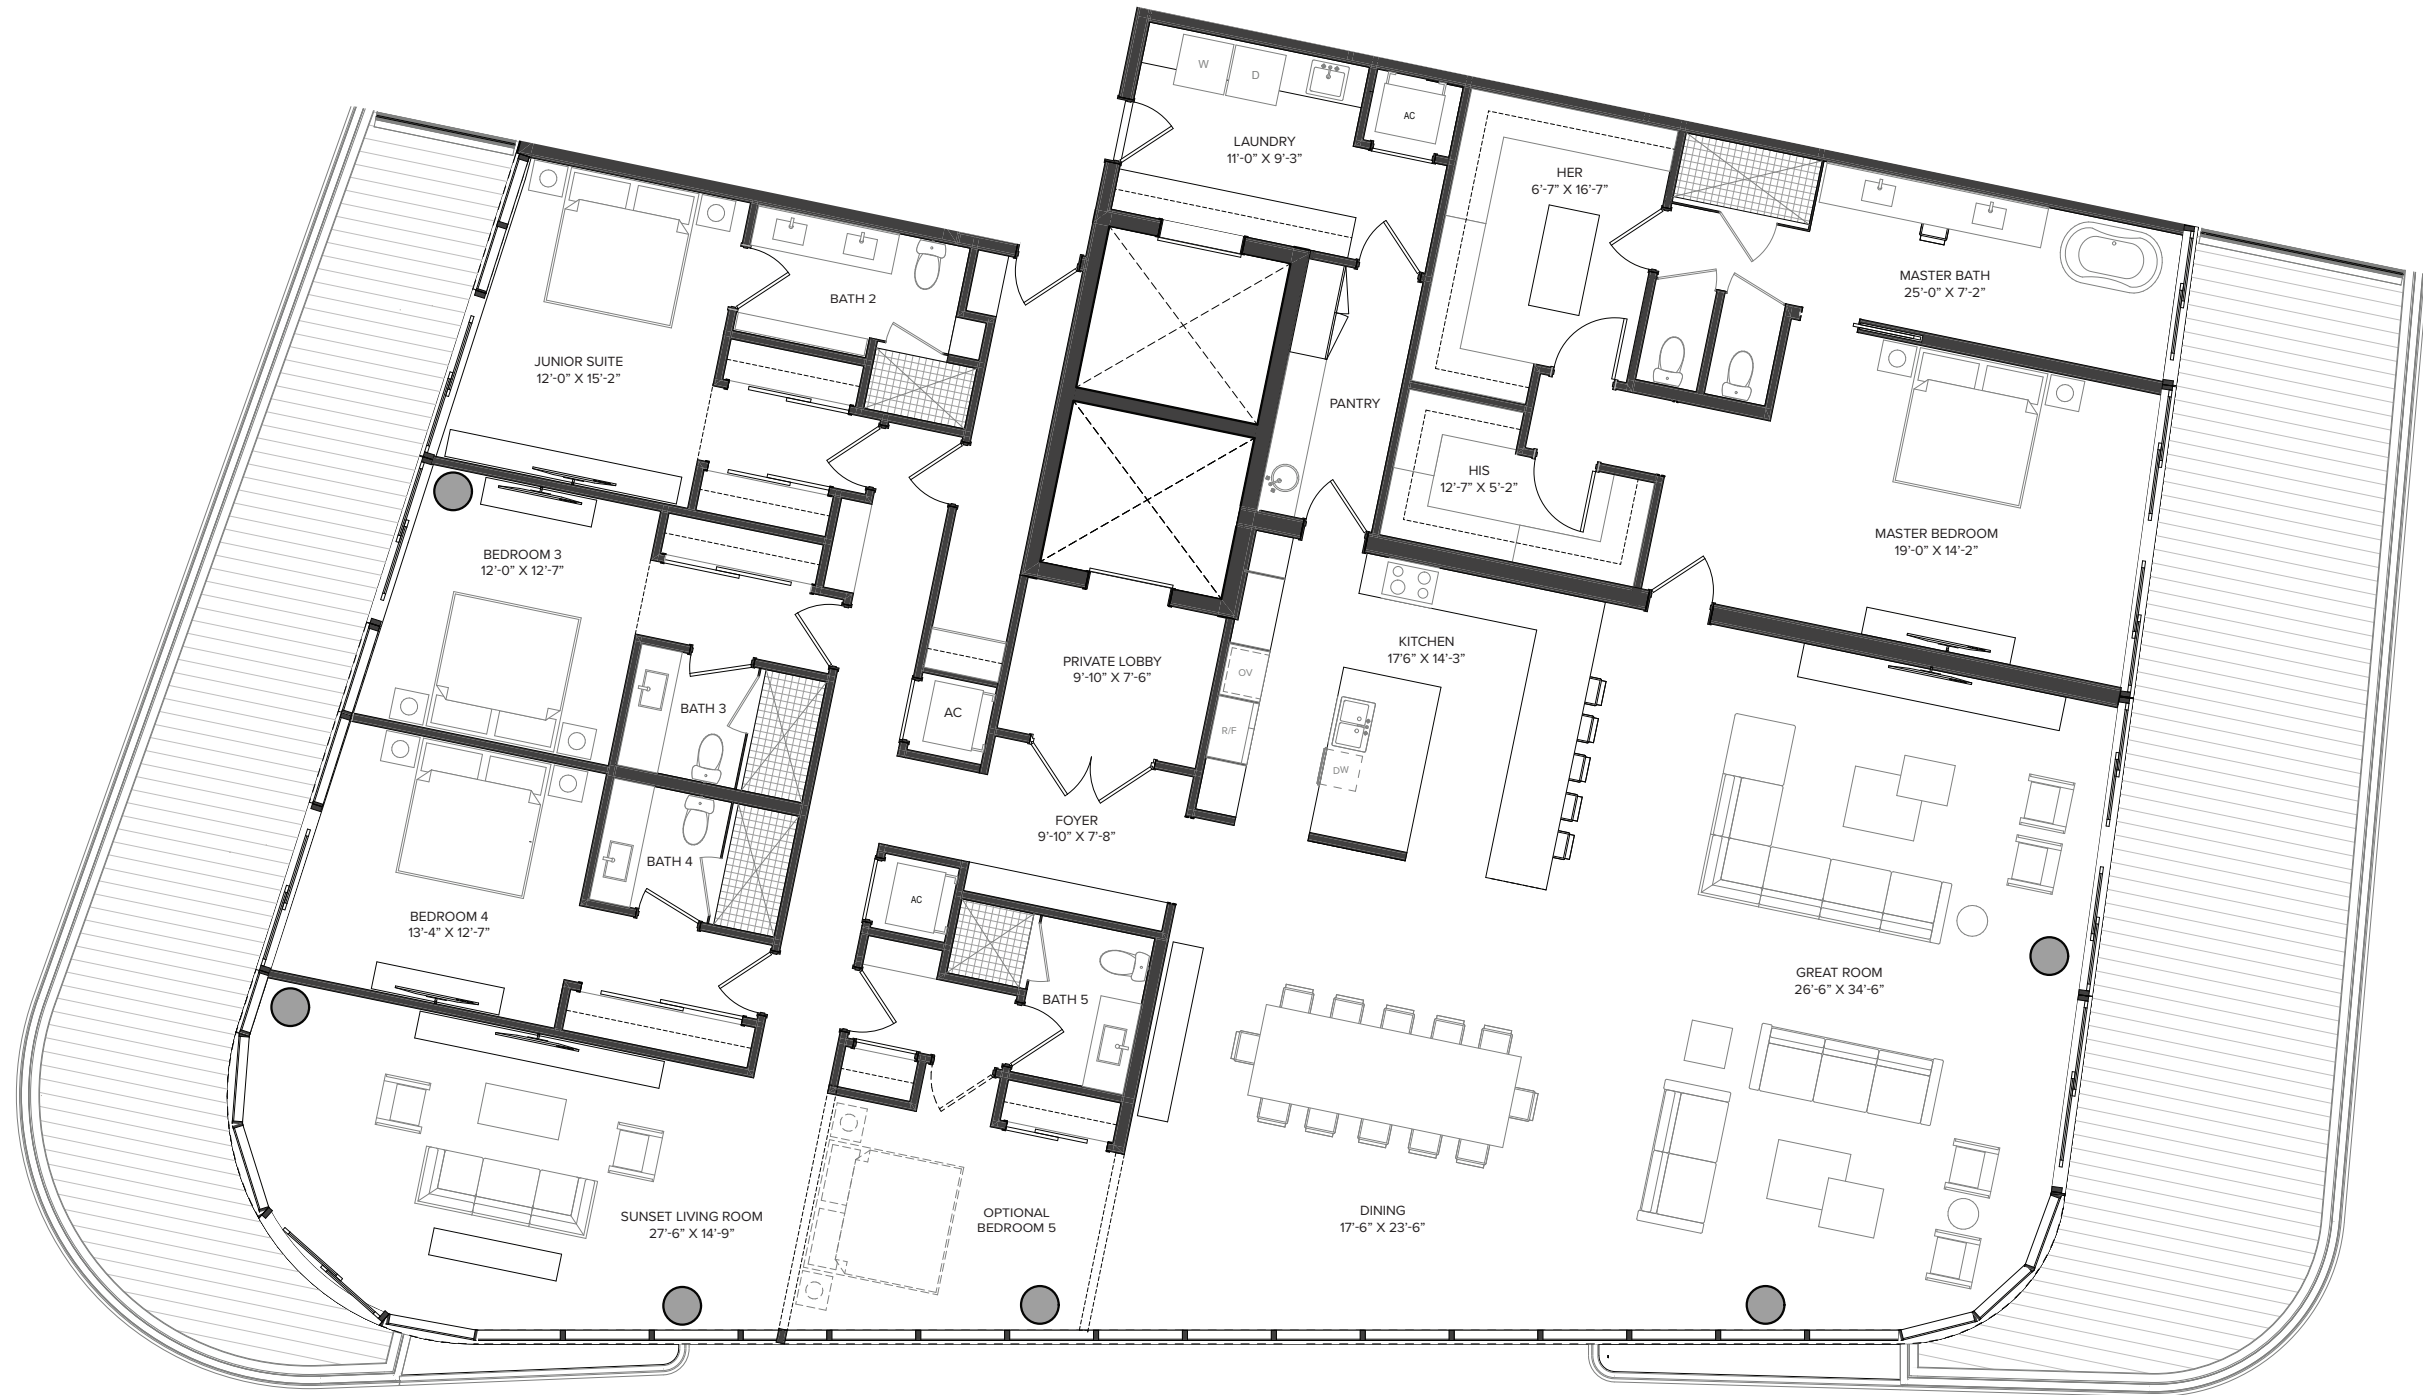 W
D
AC
LAUNDRY
11'-0” X 9'-3”
HER
6'-7” X 16'-7”
MASTER BATH
25'-0” X 7'-2”
BATH 2
JUNIOR SUITE
12'-0” X 15'-2”
PANTRY
HIS
12'-7” X 5'-2”
MASTER BEDROOM
19'-0” X 14'-2”
BEDROOM 3
12'-0” X 12'-7”
KITCHEN
17'6” X 14'-3”
PRIVATE LOBBY
9'-10” X 7'-6”
OV
BATH 3
AC
R/F
DW
FOYER
9'-10” X 7'-8”
BATH 4
AC
BEDROOM 4
13'-4” X 12'-7”
GREAT ROOM
26'-6” X 34'-6”
BATH 5
SUNSET LIVING ROOM
27'-6” X 14'-9”
OPTIONAL
BEDROOM 5
DINING
17'-6” X 23'-6”